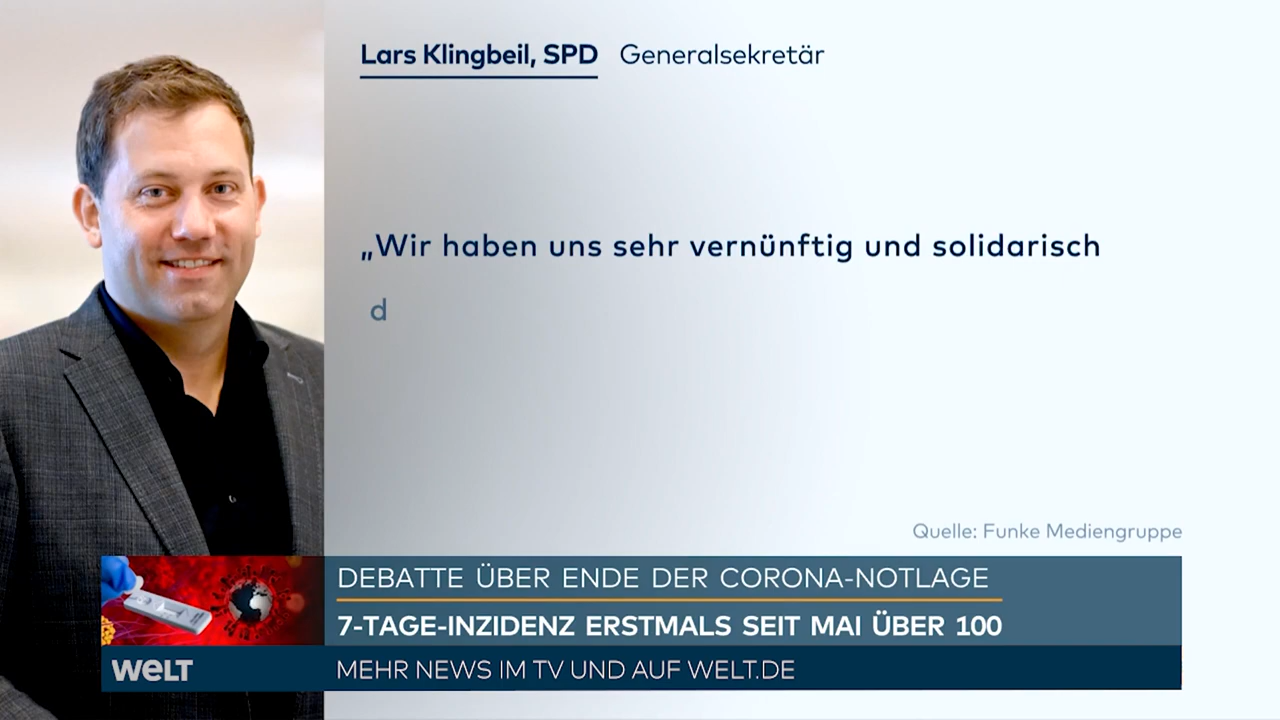 Lars Klingbeil, SPD Generalsekretär
„Wir haben uns sehr vernünftig und solidarisch
d
Quelle: Funke Mediengruppe
DEBATTE ÜBER ENDE DER CORONA-NOTLAGE
7-TAGE-INZIDENZ ERSTMALS SEIT MAI ÜBER 100
WELT MEHR NEWS IM TV UND AUF WELT.DE